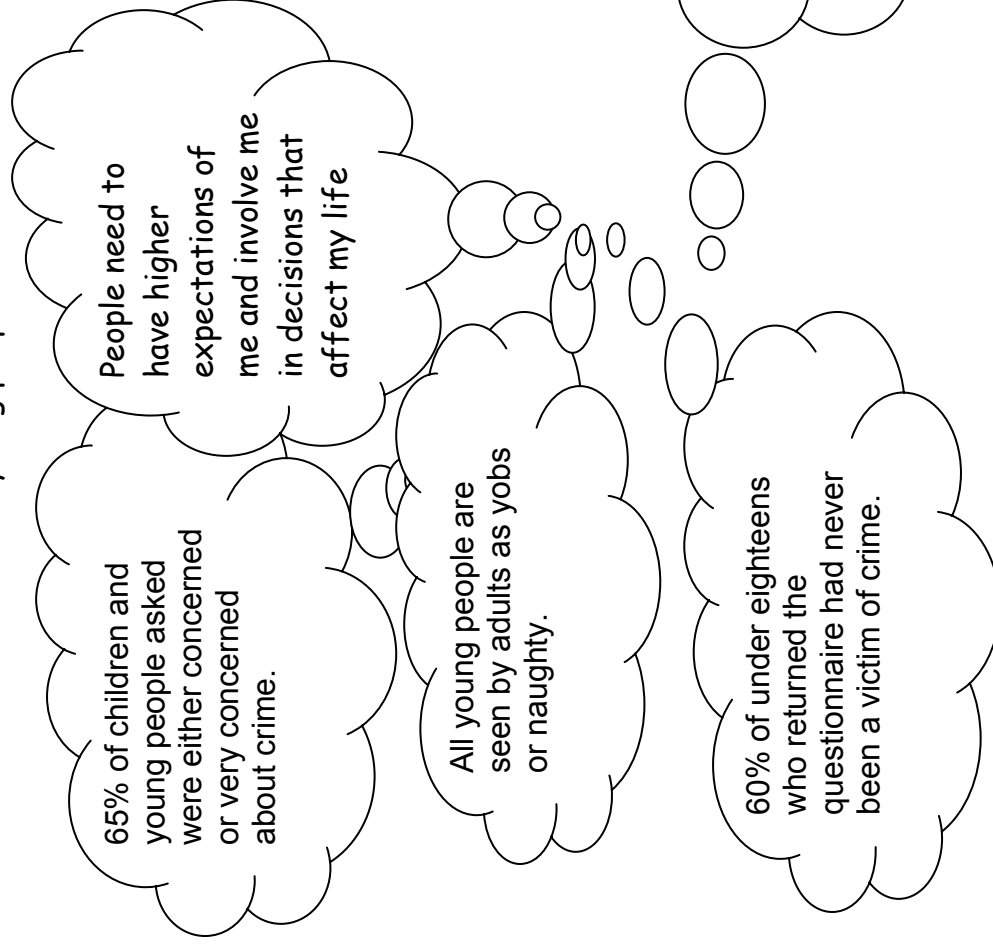 65% of children and
young people asked
were either concerned
or very concerned
about crime.
People need to
have higher
expectations of
me and involve me
in decisions that
affect my life
All young people are
seen by adults as yobs
or naughty.
60% of under eighteens
who returned the
questionnaire had never
been a victim of crime.